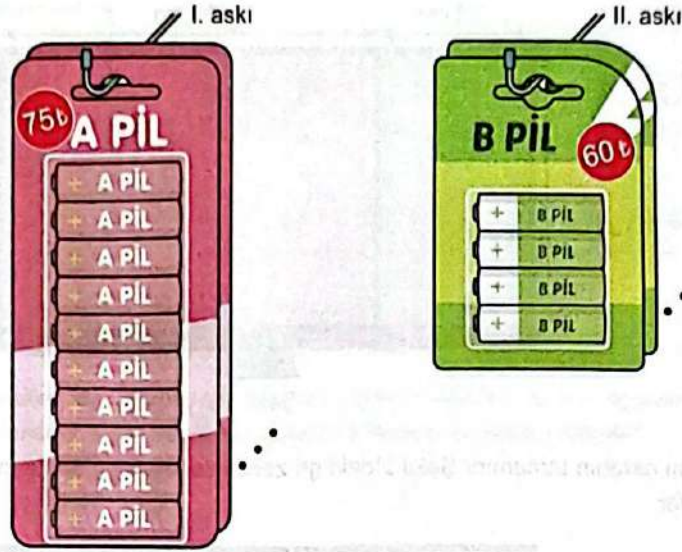 I. askı
75₺
A PİL
+ A PİL
+ A PİL
+ A PİL
+ A PİL
+ A PİL
+ A PİL
+ A PİL
+ A PİL
+ A PİL
+ A PİL
II. askı
B PİL
60 ₺
+ B PİL
+ B PİL
+ B PİL
+ B PİL